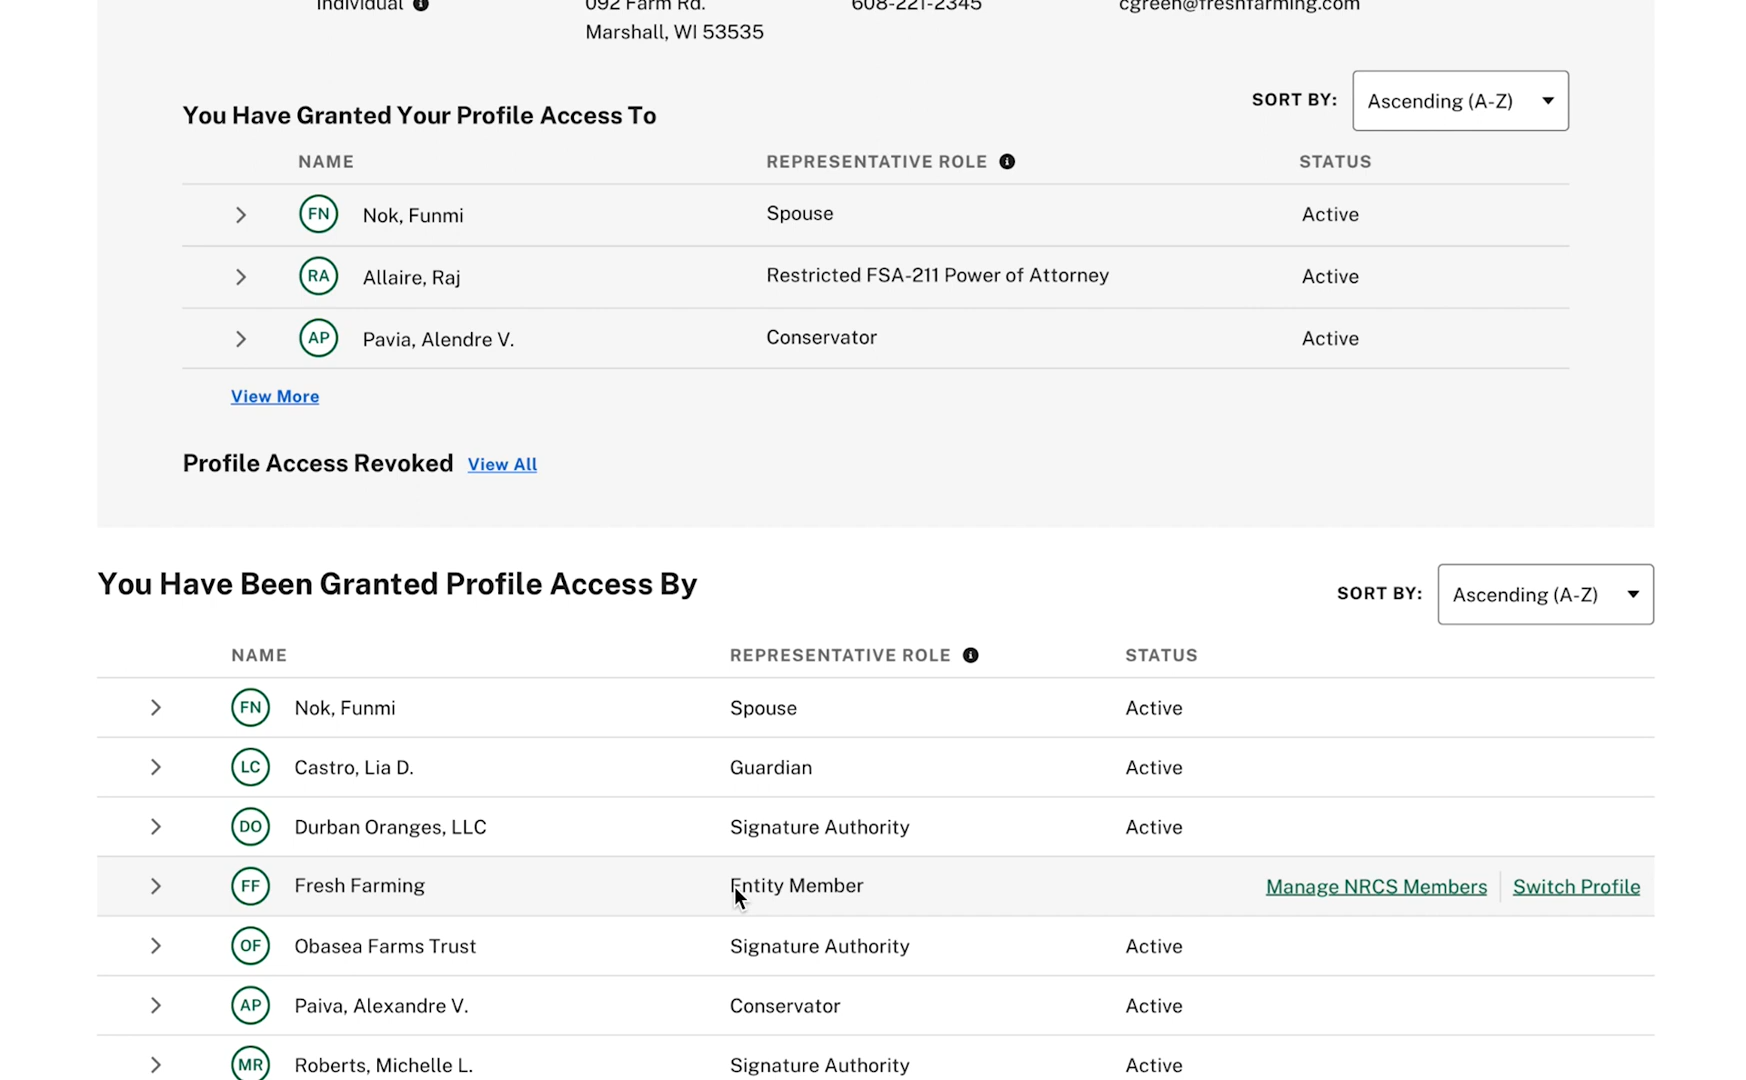 Individual
092 Farm Rd.
608-221-2345
cgreen@freshfarming.com
Marshall, WI 53535
You Have Granted Your Profile Access To
SORT BY: Ascending (A-Z)
NAME REPRESENTATIVE ROLE STATUS
FN Nok, Funmi Spouse Active
RA Allaire, Raj Restricted FSA-211 Power of Attorney Active
AP Pavia, Alendre V. Conservator Active
View More
Profile Access Revoked View All
You Have Been Granted Profile Access By
SORT BY: Ascending (A-Z)
NAME REPRESENTATIVE ROLE STATUS
FN Nok, Funmi Spouse Active
LC Castro, Lia D. Guardian Active
DO Durban Oranges, LLC Signature Authority Active
FF Fresh Farming Entity Member Manage NRCS Members Switch Profile
OF Obasea Farms Trust Signature Authority Active
AP Paiva, Alexandre V. Conservator Active
MR Roberts, Michelle L. Signature Authority Active